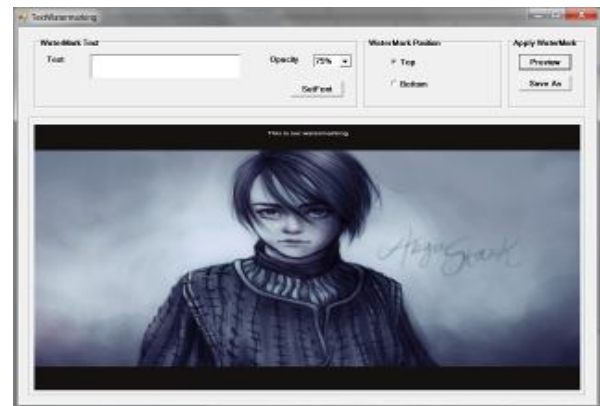 TextWatermarking
WaterMark Text
Text
Opacity
75%
SetFont
WaterMark Position
Top
Bottom
Apply WaterMark
Preview
Save As
This is our watermarking
Arya Stark